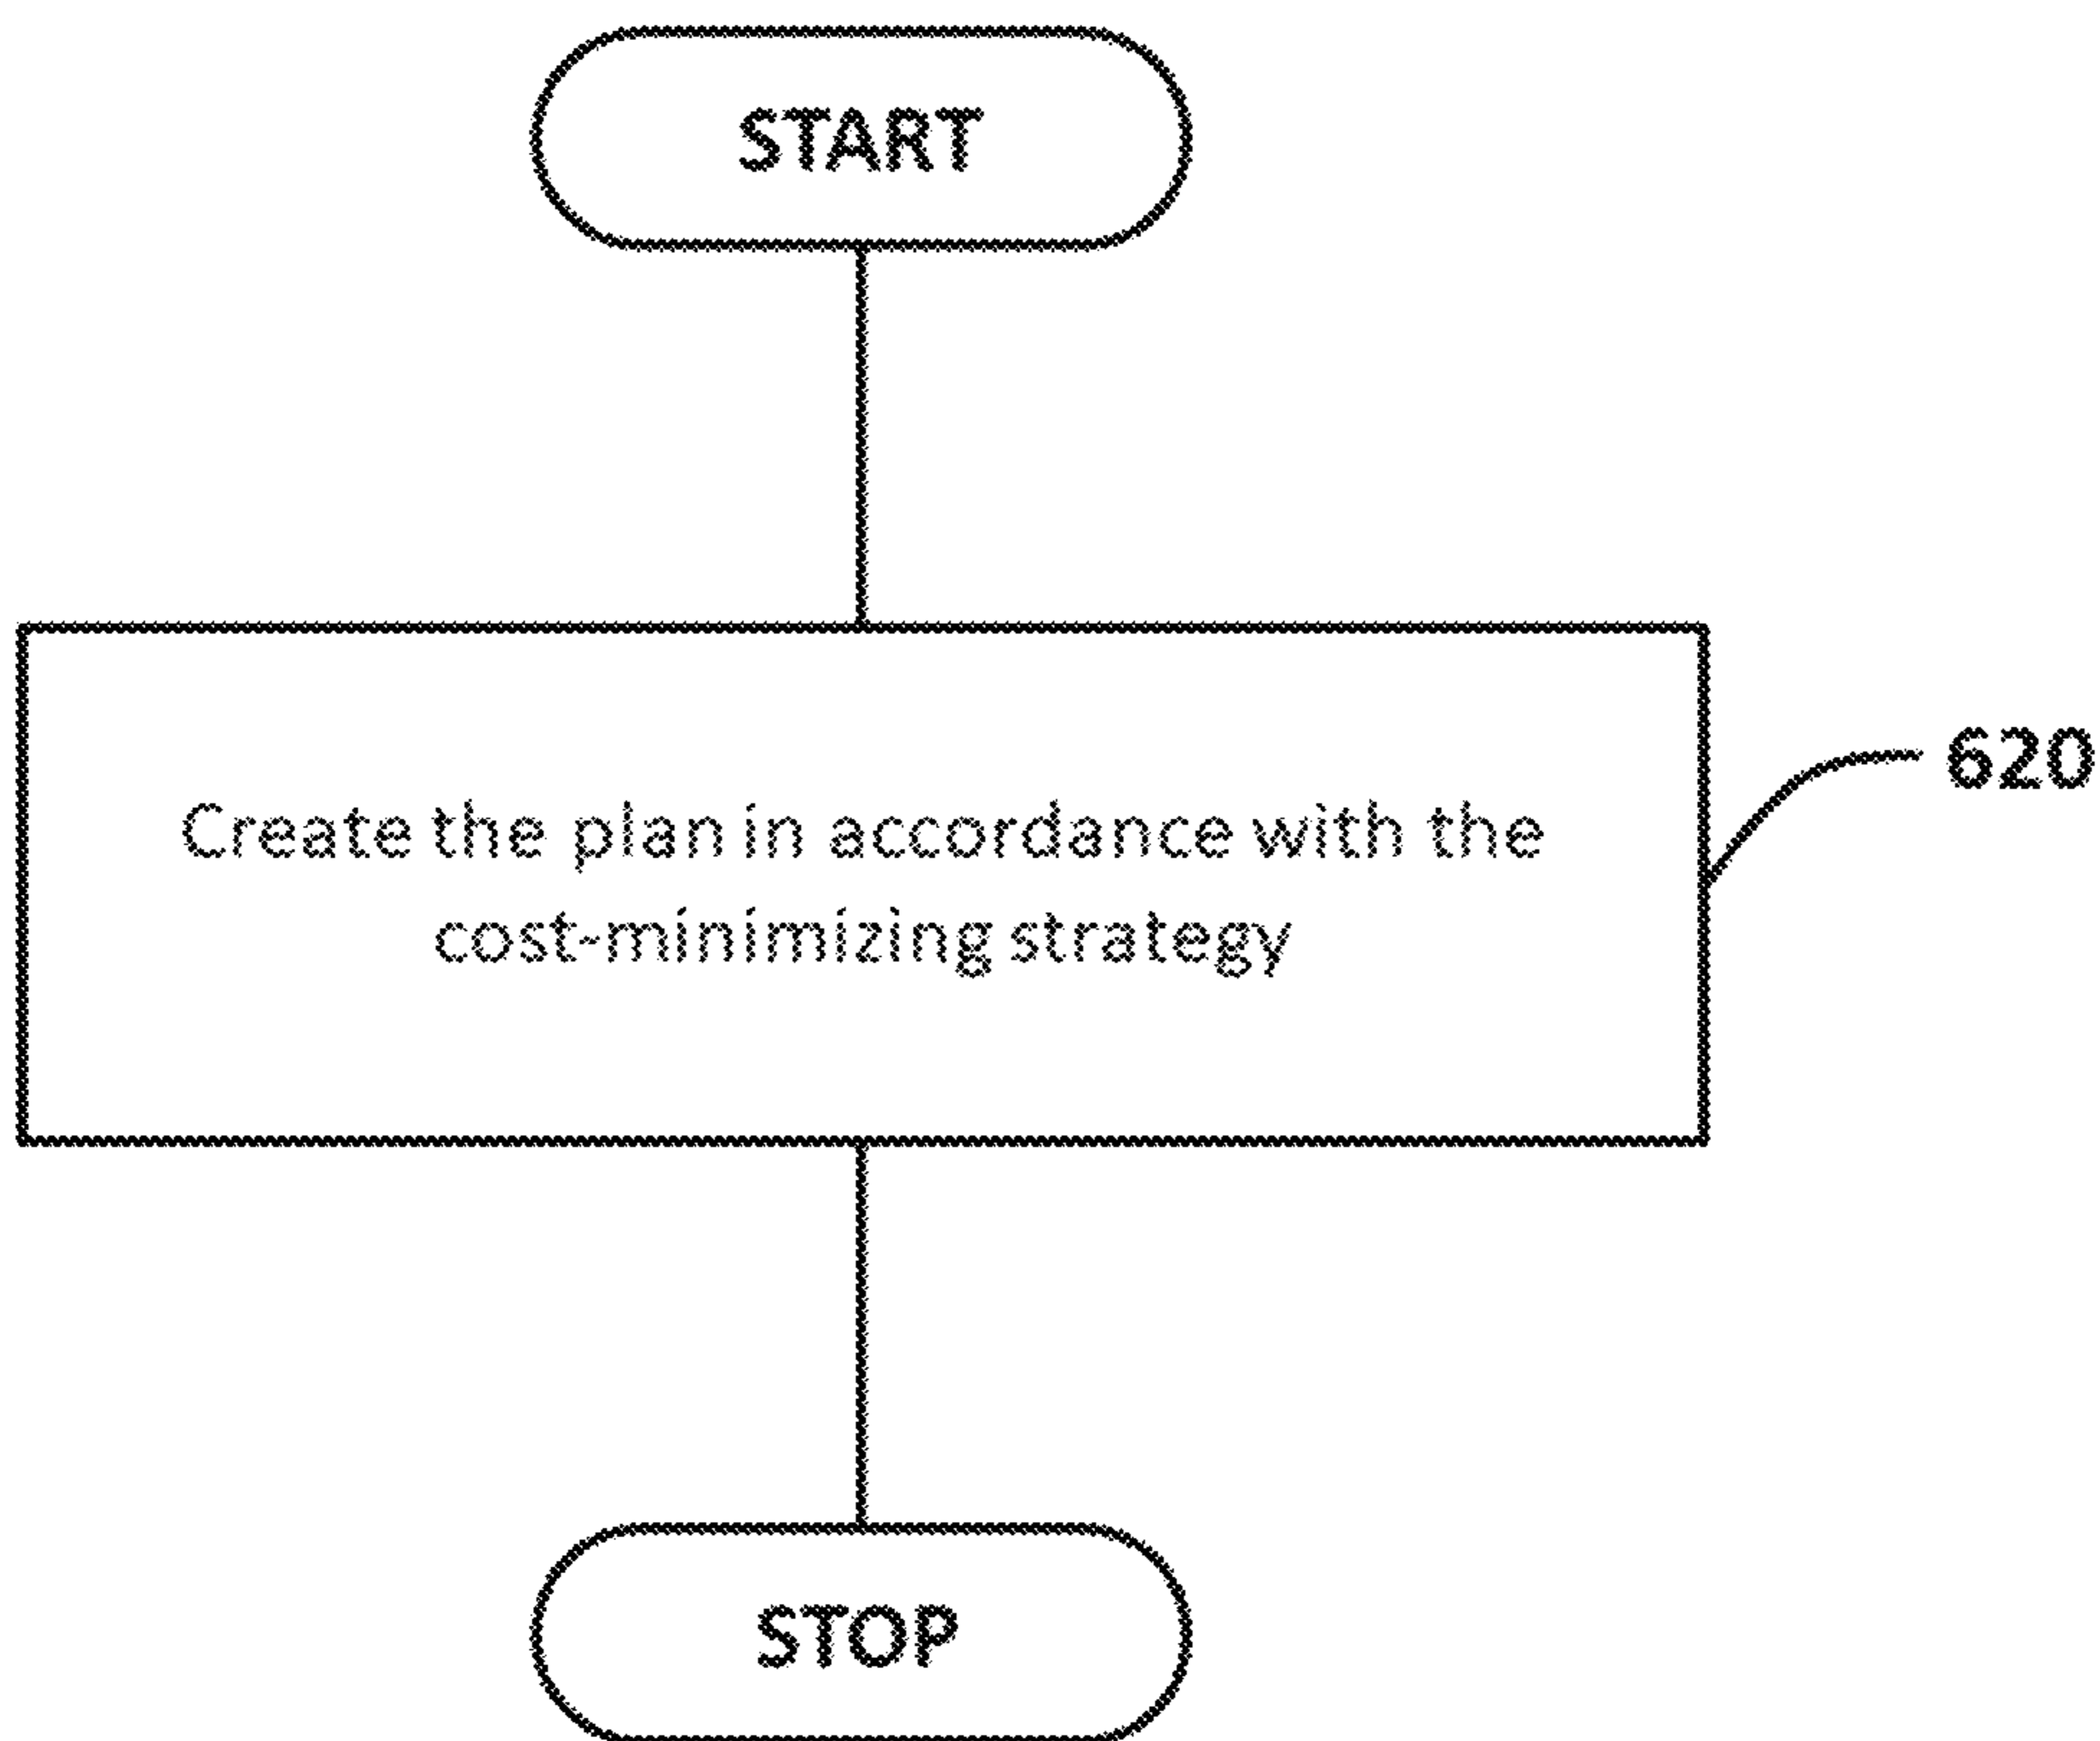 START
620
Create the plan in accordance with the
cost-minimizing strategy
STOP